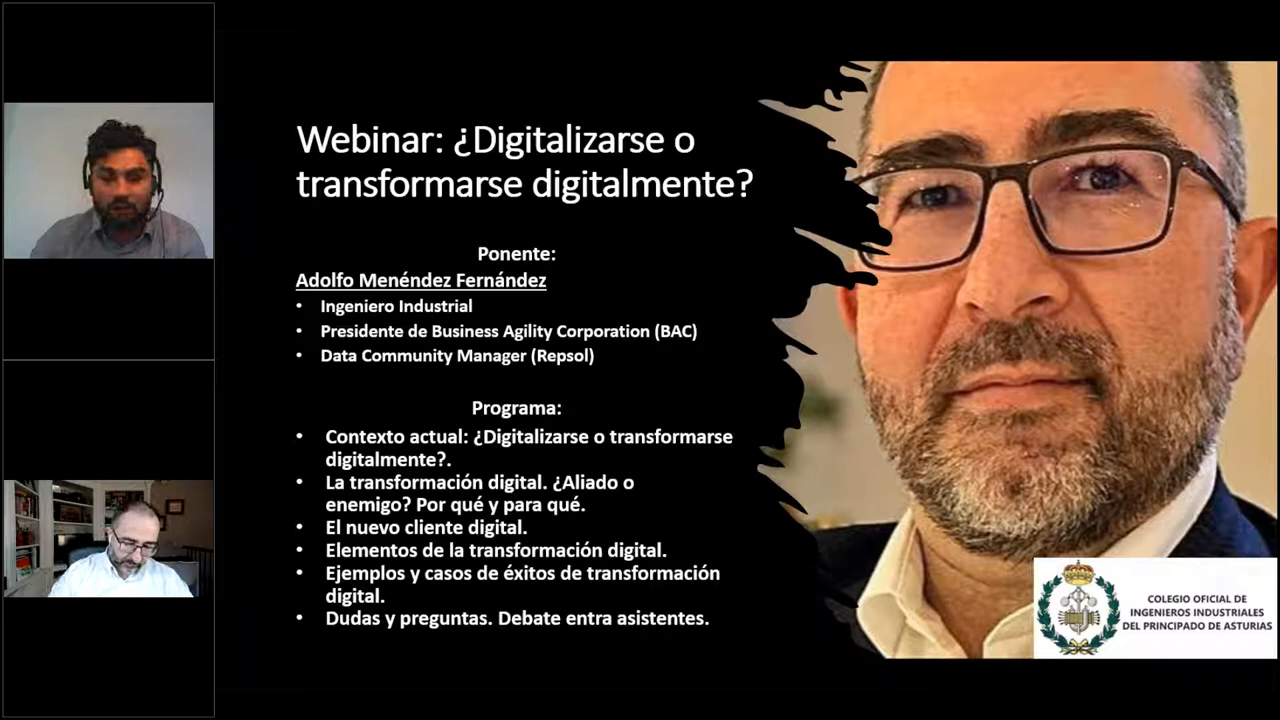 Webinar: ¿Digitalizarse o
transformarse digitalmente?
Ponente:
Adolfo Menéndez Fernández
• Ingeniero Industrial
• Presidente de Business Agility Corporation (BAC)
• Data Community Manager (Repsol)
Programa:
• Contexto actual: ¿Digitalizarse o transformarse
digitalmente?.
• La transformación digital. ¿Aliado o
enemigo? Por qué y para qué.
• El nuevo cliente digital.
• Elementos de la transformación digital.
• Ejemplos y casos de éxitos de transformación
digital.
• Dudas y preguntas. Debate entra asistentes.
COLEGIO OFICIAL DE
INGENIEROS INDUSTRIALES
DEL PRINCIPADO DE ASTURIAS